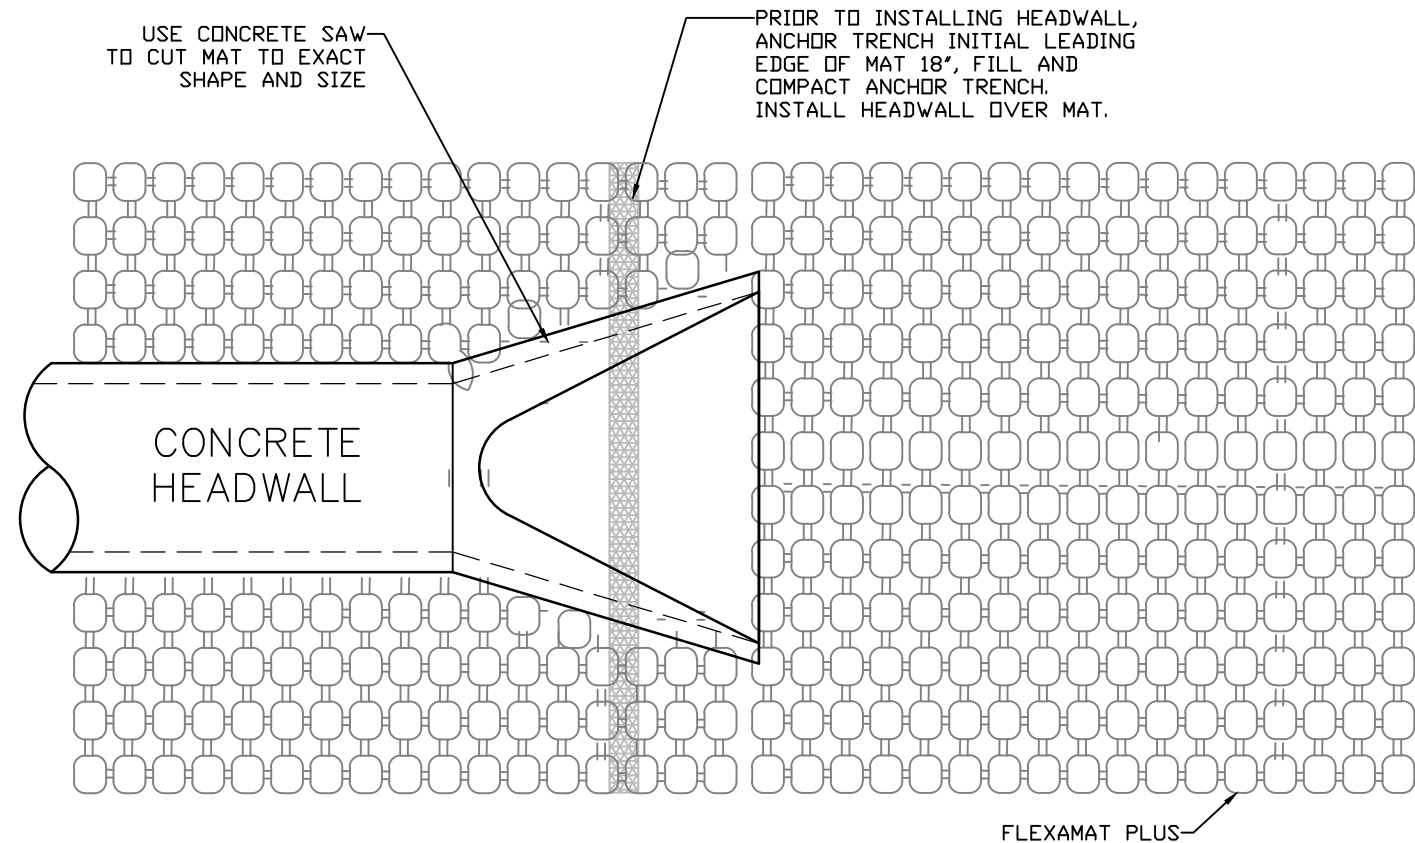 USE CONCRETE SAW
TO CUT MAT TO EXACT
SHAPE AND SIZE
PRIOR TO INSTALLING HEADWALL,
ANCHOR TRENCH INITIAL LEADING
EDGE OF MAT 18", FILL AND
COMPACT ANCHOR TRENCH.
INSTALL HEADWALL OVER MAT.
CONCRETE
HEADWALL
FLEXAMAT PLUS